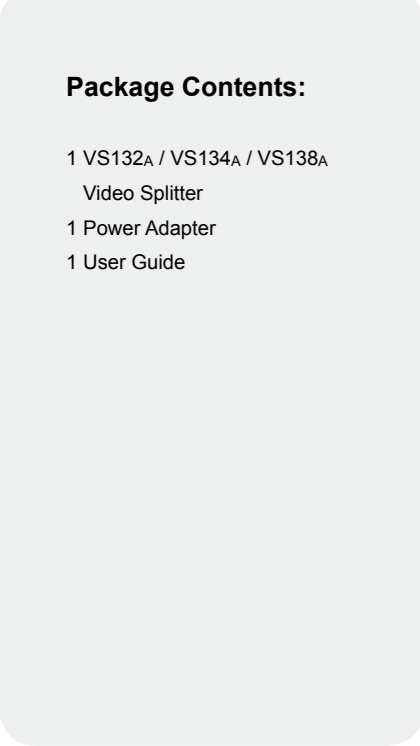 Package Contents:
1 VS132A / VS134A / VS138A
Video Splitter
1 Power Adapter
1 User Guide